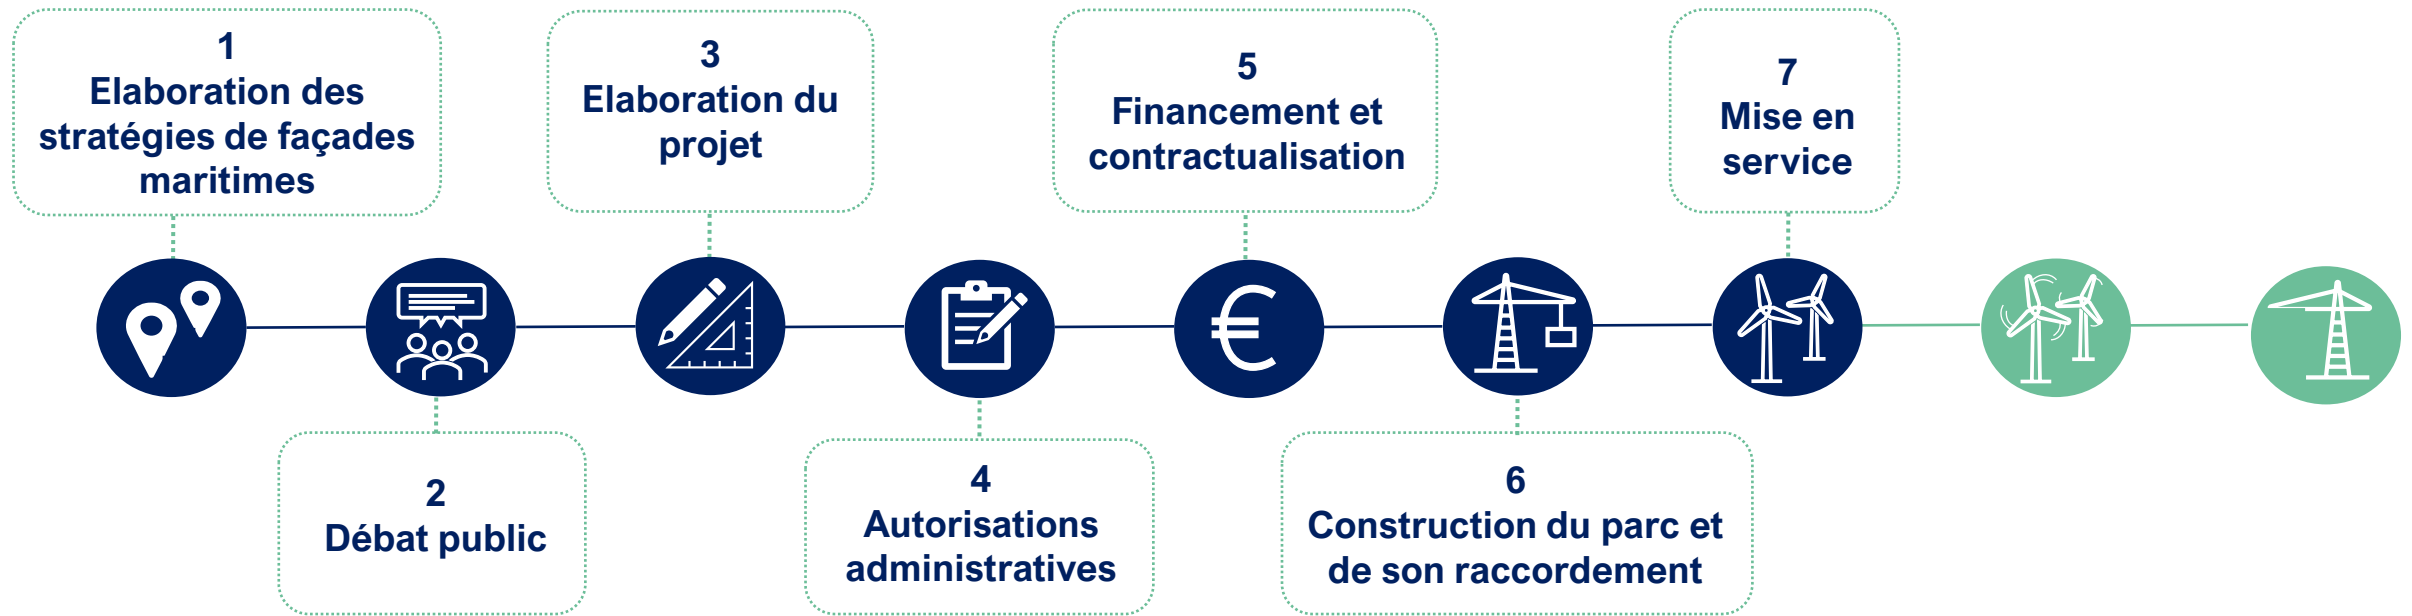 1
Elaboration des
stratégies de façades
maritimes
2
Débat public
3
Elaboration du
projet
4
Autorisations
administratives
5
Financement et
contractualisation
6
Construction du parc et
de son raccordement
7
Mise en
service